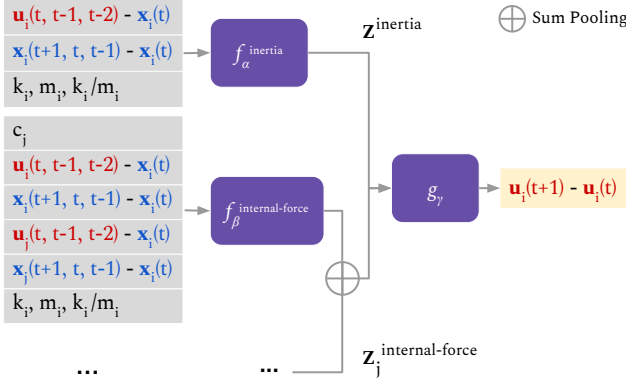 u_i(t, t-1, t-2) - x_i(t)
x_i(t+1, t, t-1) - x_i(t)
k_i, m_i, k_i/m_i
f_α^inertia
z^inertia
Sum Pooling
c_j
u_i(t, t-1, t-2) - x_i(t)
x_i(t+1, t, t-1) - x_i(t)
u_j(t, t-1, t-2) - x_i(t)
x_j(t+1, t, t-1) - x_i(t)
k_i, m_i, k_i/m_i
f_β^internal-force
g_γ
u_i(t+1) - u_i(t)
z_j^internal-force
...
...